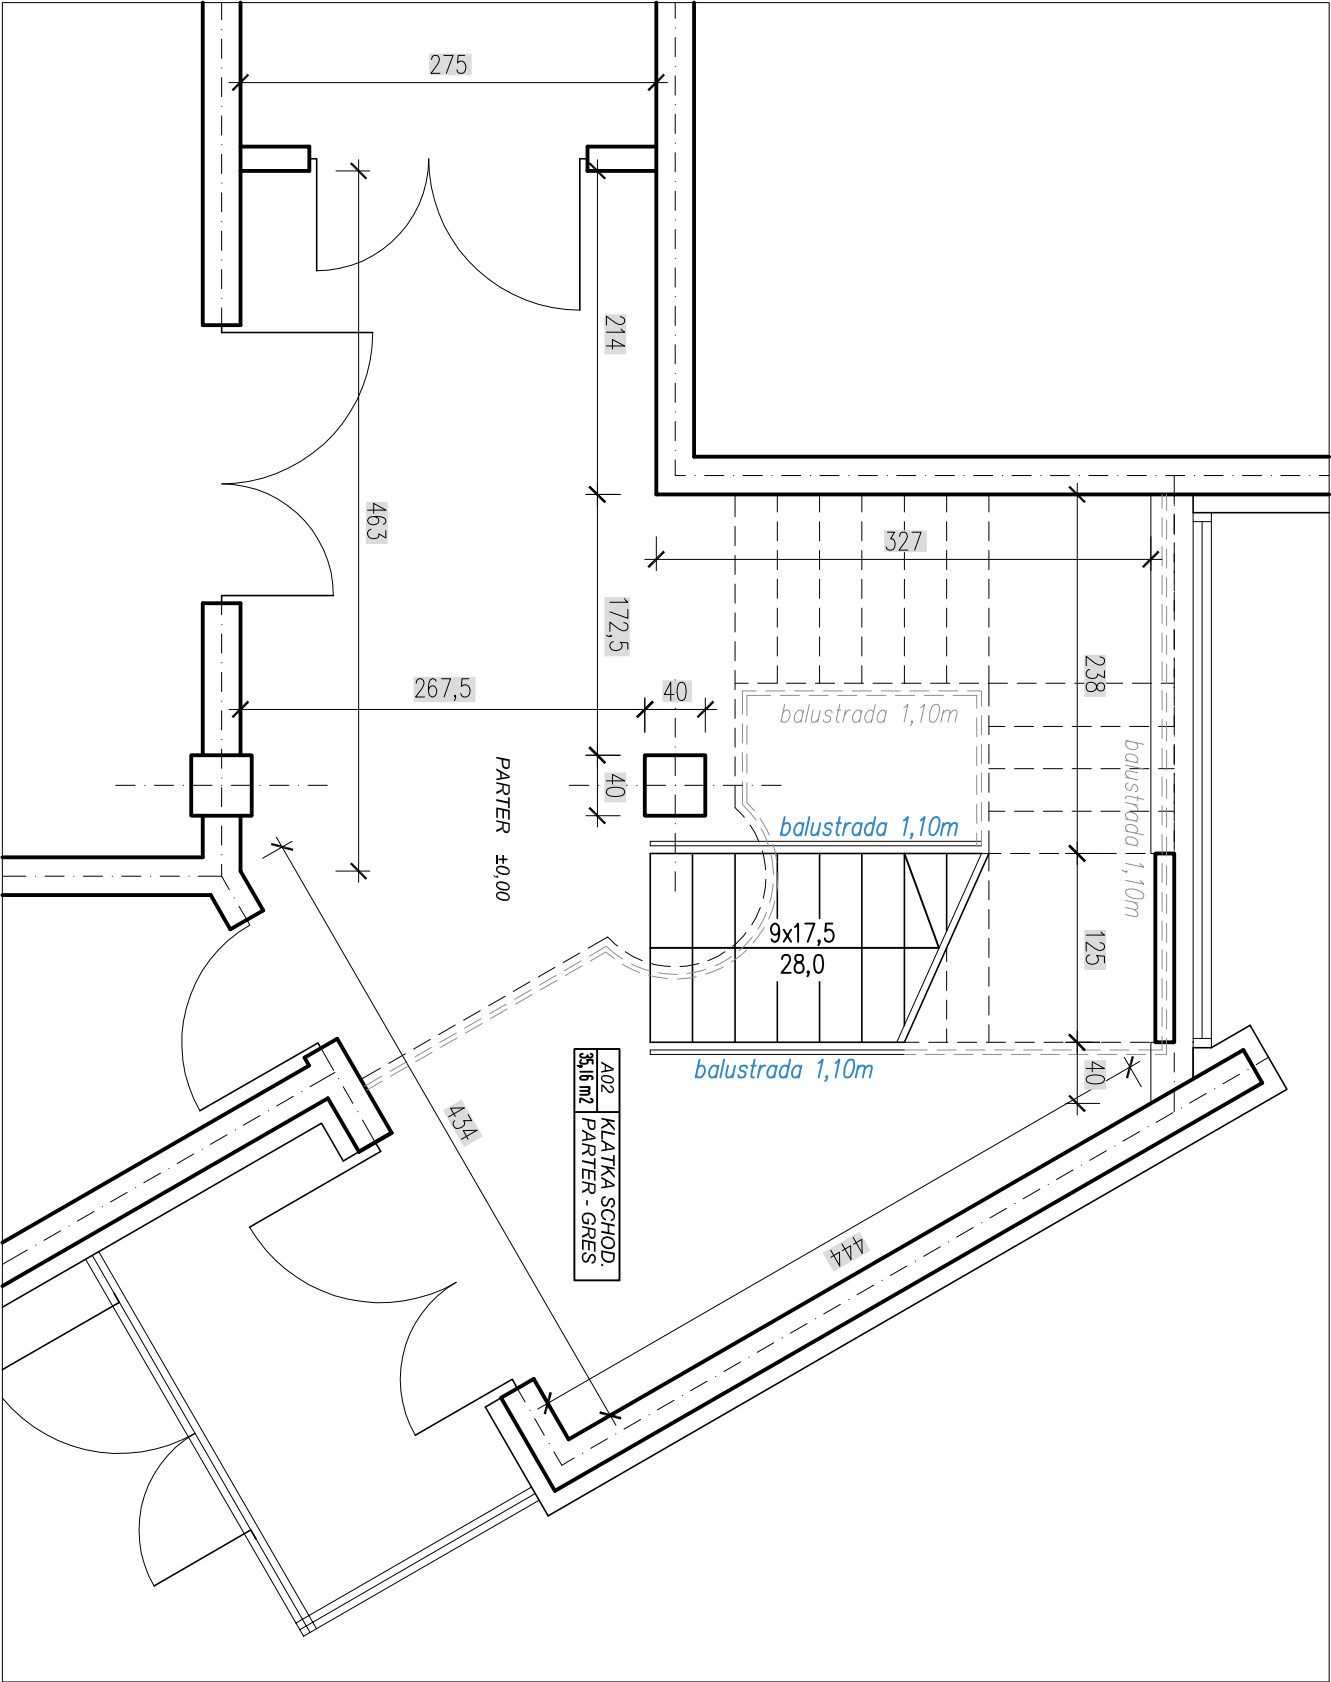 275
214
463
327
172,5
238
267,5
40
balustrada 1,10m
balustrada 1,10m
40
PARTER ±0,00
balustrada 1,10m
9x17,5
28,0
125
balustrada 1,10m
40
434
A02
35,16 m2
KLATKA SCHOD.
PARTER - GRES
444